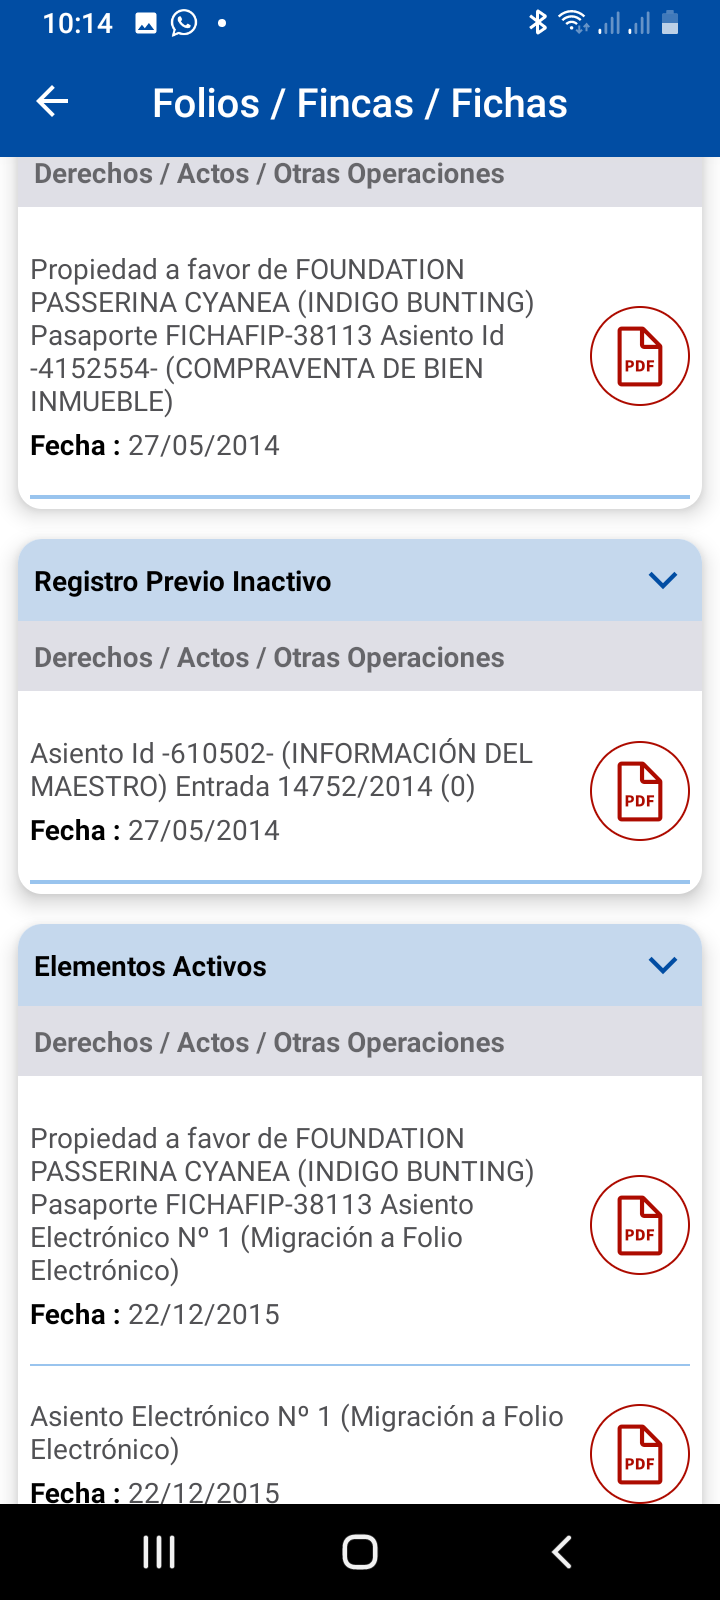 10:14
Folios / Fincas / Fichas
Derechos / Actos / Otras Operaciones
Propiedad a favor de FOUNDATION
PASSERINA CYANEA (INDIGO BUNTING)
Pasaporte FICHAFIP-38113 Asiento Id
-4152554- (COMPRAVENTA DE BIEN
INMUEBLE)
PDF
Fecha : 27/05/2014
Registro Previo Inactivo
Derechos / Actos / Otras Operaciones
Asiento Id -610502- (INFORMACIÓN DEL
MAESTRO) Entrada 14752/2014 (0)
PDF
Fecha : 27/05/2014
Elementos Activos
Derechos / Actos / Otras Operaciones
Propiedad a favor de FOUNDATION
PASSERINA CYANEA (INDIGO BUNTING)
Pasaporte FICHAFIP-38113 Asiento
Electrónico Nº 1 (Migración a Folio
Electrónico)
PDF
Fecha : 22/12/2015
Asiento Electrónico Nº 1 (Migración a Folio
Electrónico)
PDF
Fecha : 22/12/2015